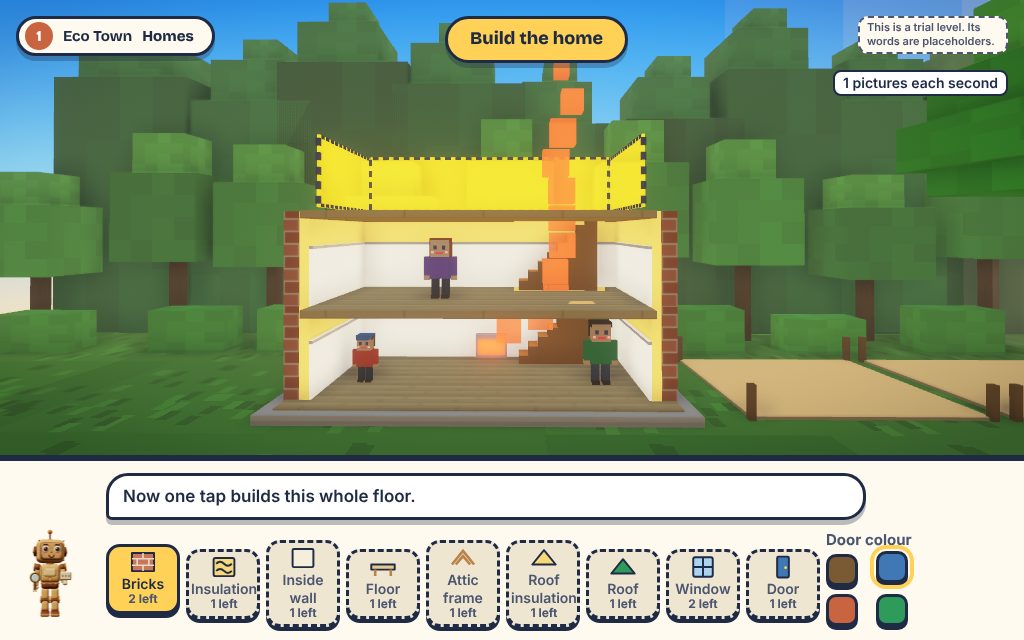 1 Eco Town Homes
Build the home
This is a trial level. Its
words are placeholders.
1 pictures each second
Now one tap builds this whole floor.
Door colour
Bricks
2 left
Insulation
1 left
Inside
wall
1 left
Floor
1 left
Attic
frame
1 left
Roof
insulation
1 left
Roof
1 left
Window
2 left
Door
1 left